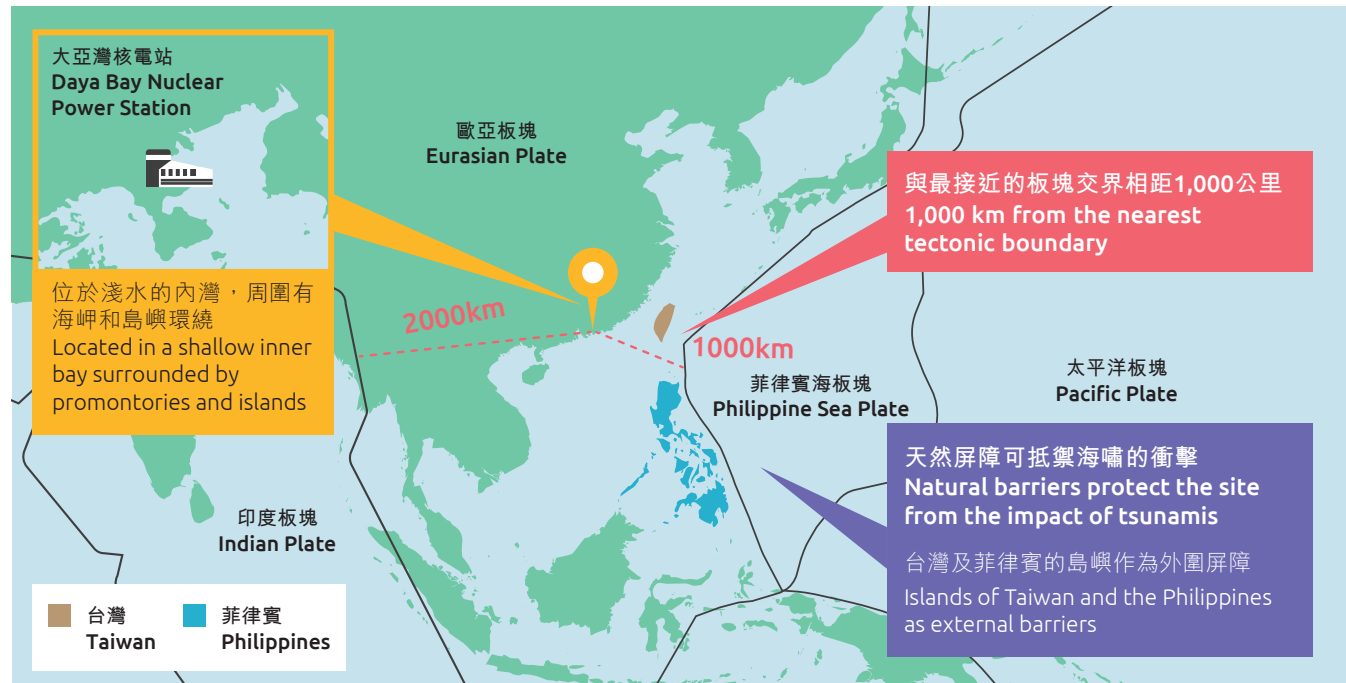 大亞灣核電站
Daya Bay Nuclear
Power Station
位於淺水的內灣，周圍有
海岬和島嶼環繞
Located in a shallow inner
bay surrounded by
promontories and islands
歐亞板塊
Eurasian Plate
與最接近的板塊交界相距1,000公里
1,000 km from the nearest
tectonic boundary
2000km
1000km
菲律賓海板塊
Philippine Sea Plate
太平洋板塊
Pacific Plate
天然屏障可抵禦海嘯的衝擊
Natural barriers protect the site
from the impact of tsunamis
台灣及菲律賓的島嶼作為外圍屏障
Islands of Taiwan and the Philippines
as external barriers
印度板塊
Indian Plate
台灣
Taiwan
菲律賓
Philippines